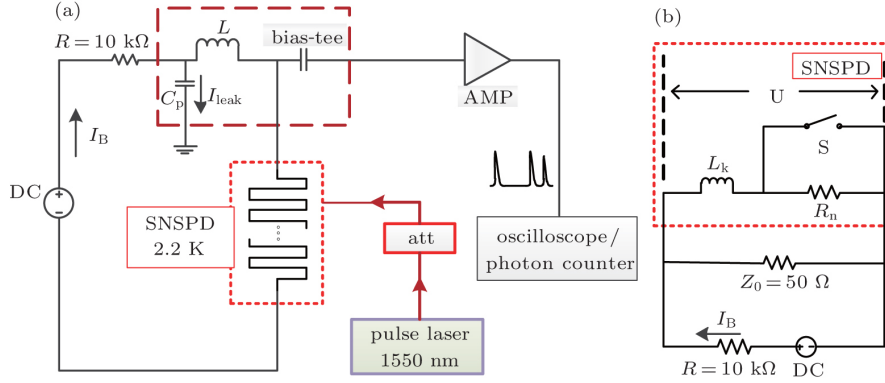 (a)
R = 10 kΩ
L
bias-tee
C_p
I_leak
AMP
I_B
DC
SNSPD
2.2 K
att
pulse laser
1550 nm
oscilloscope/
photon counter
(b)
SNSPD
U
S
L_k
R_n
Z_0 = 50 Ω
I_B
R = 10 kΩ
DC